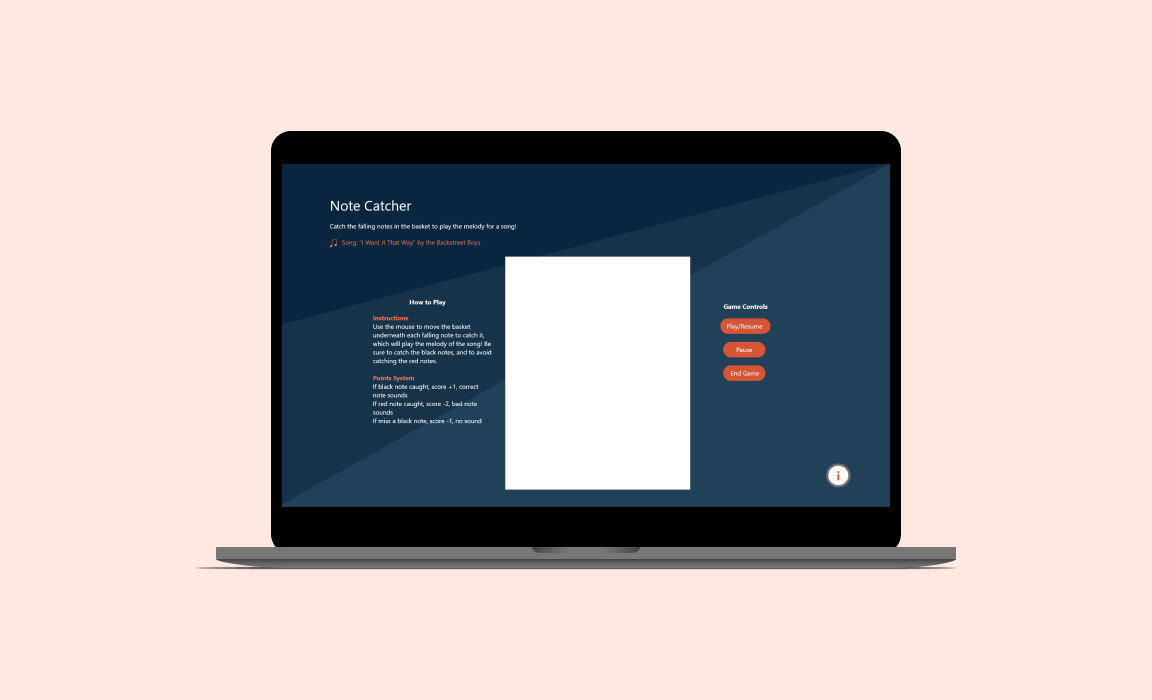 Note Catcher
Catch the falling notes in the basket to play the melody for a song!
Song: "I Want it That Way" by the Backstreet Boys
How to Play
Instructions
Use the mouse to move the basket
underneath each falling note to catch it,
which will play the melody of the song! Be
sure to catch the black notes, and to avoid
catching the red notes.
Points System
If black note caught, score +1, correct
note sounds
If red note caught, score -2, bad note
sounds
If miss a black note, score -1, no sound
Game Controls
Play/Resume
Pause
End Game
i